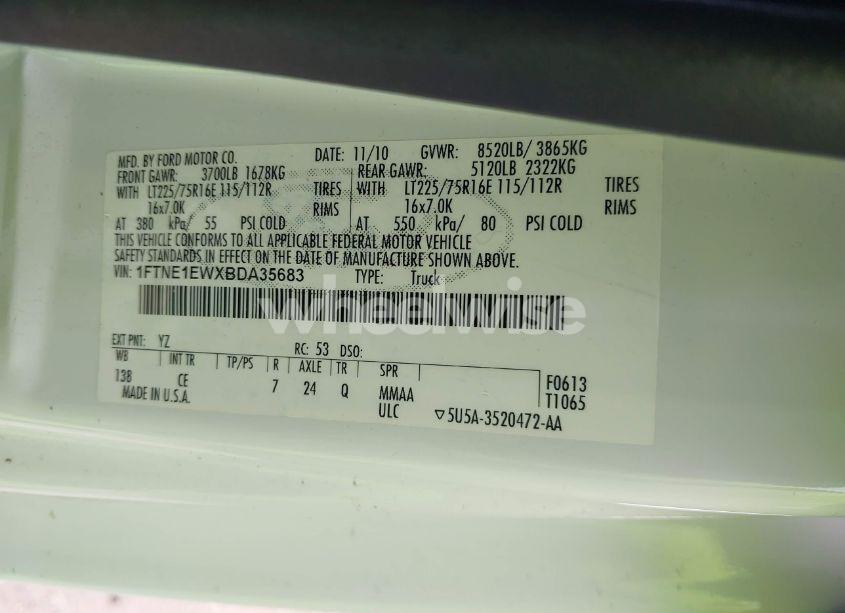 MFD. BY FORD MOTOR CO. DATE: 11/10 GVWR: 8520LB/ 3865KG
FRONT GAWR: 3700LB 1678KG REAR GAWR: 5120LB 2322KG
WITH LT225/75R16E 115/112R TIRES WITH LT225/75R16E 115/112R TIRES
16x7.0K RIMS 16x7.0K RIMS
AT 380 kPa/ 55 PSI COLD AT 550 kPa/ 80 PSI COLD
THIS VEHICLE CONFORMS TO ALL APPLICABLE FEDERAL MOTOR VEHICLE
SAFETY STANDARDS IN EFFECT ON THE DATE OF MANUFACTURE SHOWN ABOVE.
VIN: 1FTNE1EWXBDA35683 TYPE: Truck
wheelwise
EXT PNT: YZ RC: 53 DSO:
WB INT TR TP/PS R AXLE TR SPR
138 CE 7 24 Q MMAA F0613
MADE IN U.S.A. ULC T1065
▽5U5A-3520472-AA